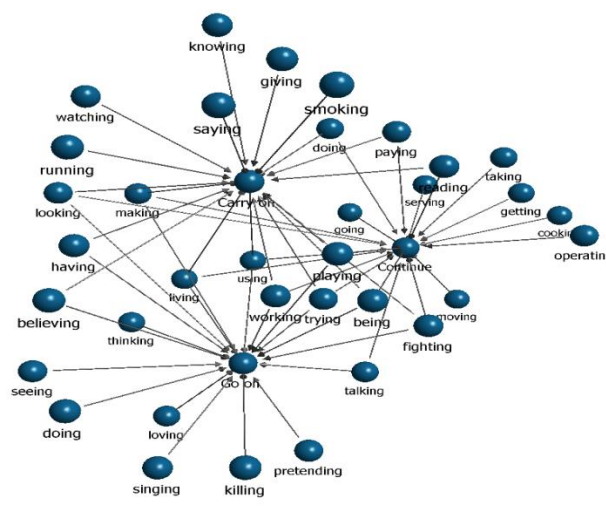 knowing
giving
smoking
watching
saying
doing
paying
running
reading
taking
looking
making
Carry on
serving
getting
going
cookin
having
Continue
operatin
using
playing
living
believing
working
trying
being
moving
thinking
fighting
seeing
Go on
talking
doing
loving
pretending
singing
killing